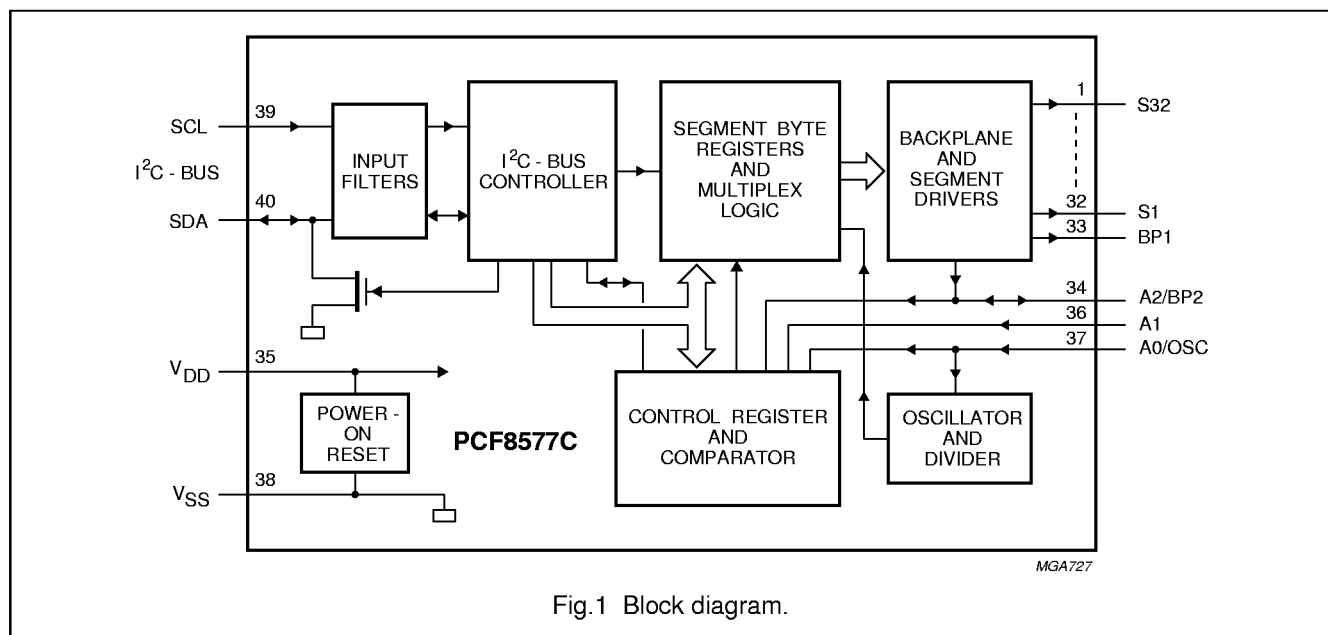 SCL
39
I²C - BUS
SDA
40
INPUT
FILTERS
I²C - BUS
CONTROLLER
SEGMENT BYTE
REGISTERS
AND
MULTIPLEX
LOGIC
BACKPLANE
AND
SEGMENT
DRIVERS
1
S32
32
S1
33
BP1
34
A2/BP2
36
A1
37
A0/OSC
VDD
35
POWER -
ON
RESET
VSS
38
PCF8577C
CONTROL REGISTER
AND
COMPARATOR
OSCILLATOR
AND
DIVIDER
MGA727
Fig.1 Block diagram.